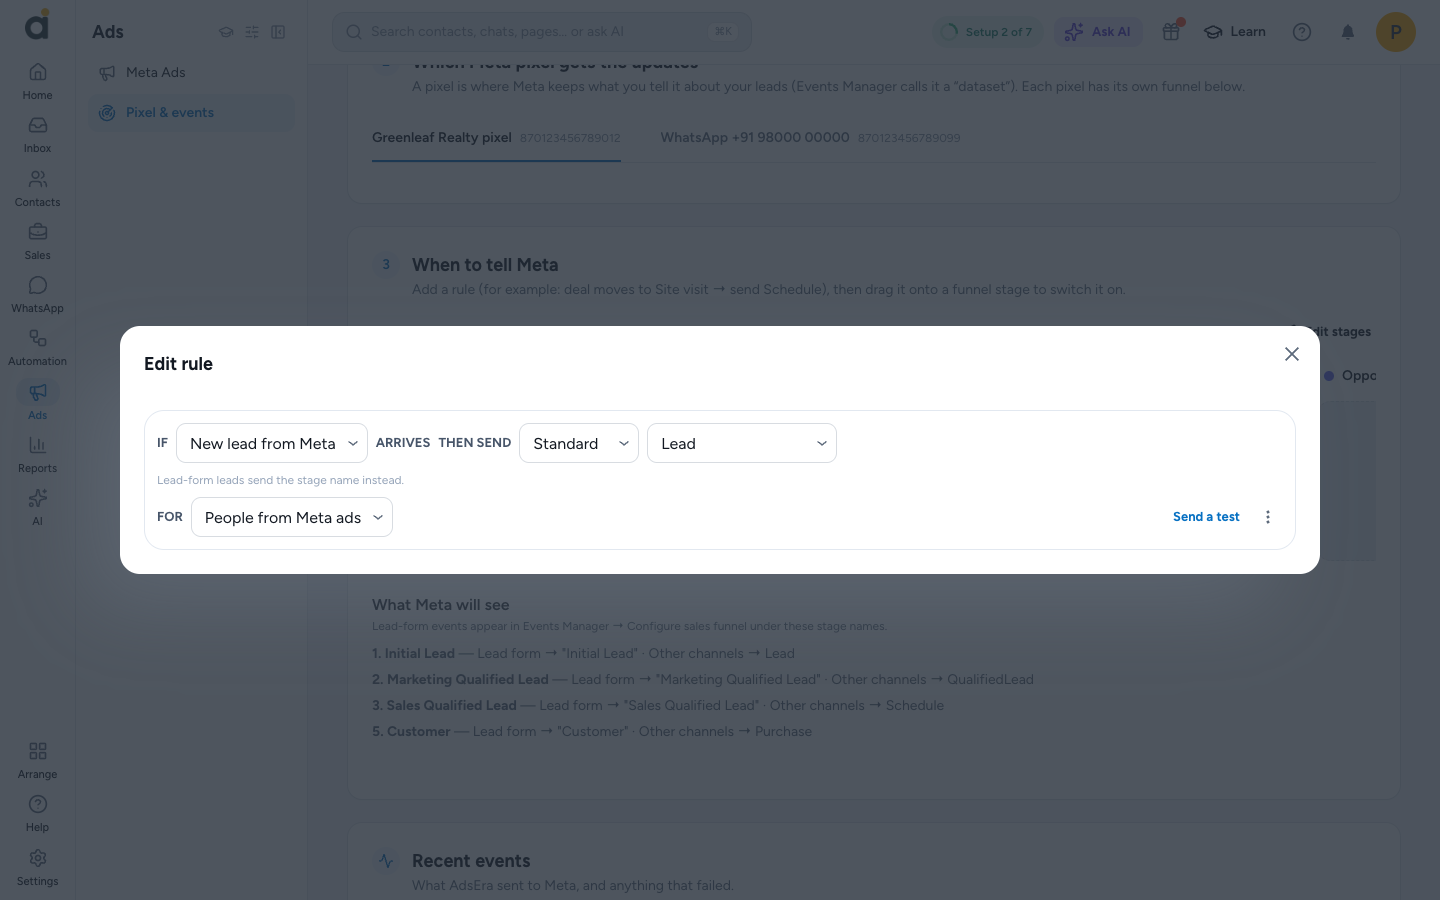 Ads
Search contacts, chats, pages... or ask AI
⌘K
Setup 2 of 7
Ask AI
Learn
P
Home
Inbox
Contacts
Sales
WhatsApp
Automation
Ads
Reports
AI
Arrange
Help
Settings
Meta Ads
Pixel & events
Which Meta pixel gets the updates
A pixel is where Meta keeps what you tell it about your leads (Events Manager calls it a "dataset"). Each pixel has its own funnel below.
Greenleaf Realty pixel 870123456789012 WhatsApp +91 98000 00000 870123456789099
3 When to tell Meta
Add a rule (for example: deal moves to Site visit → send Schedule), then drag it onto a funnel stage to switch it on.
dit stages
Oppo
Edit rule
IF New lead from Meta ARRIVES THEN SEND Standard Lead
Lead-form leads send the stage name instead.
FOR People from Meta ads Send a test
What Meta will see
Lead-form events appear in Events Manager → Configure sales funnel under these stage names.
1. Initial Lead — Lead form → "Initial Lead" · Other channels → Lead
2. Marketing Qualified Lead — Lead form → "Marketing Qualified Lead" · Other channels → QualifiedLead
3. Sales Qualified Lead — Lead form → "Sales Qualified Lead" · Other channels → Schedule
5. Customer — Lead form → "Customer" · Other channels → Purchase
Recent events
What AdsEra sent to Meta, and anything that failed.